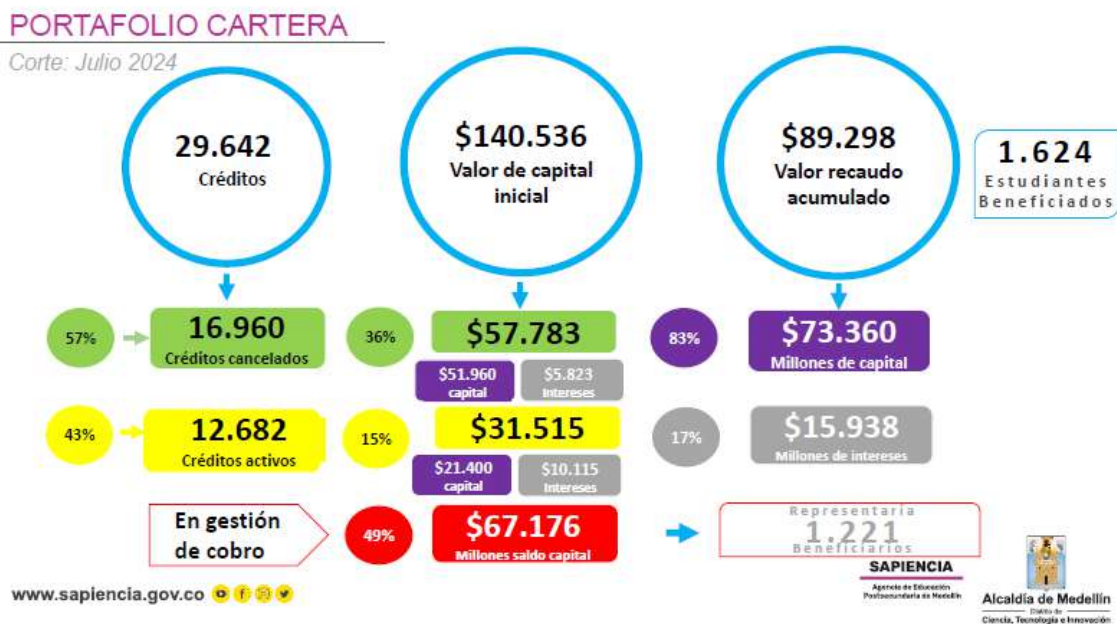 PORTAFOLIO CARTERA
Corte: Julio 2024
29.642
Créditos
$140.536
Valor de capital
inicial
$89.298
Valor recaudo
acumulado
1.624
Estudiantes
Beneficiados
57%
16.960
Créditos cancelados
36%
$57.783
$51.960
capital
$5.823
Intereses
83%
$73.360
Millones de capital
43%
12.682
Créditos activos
15%
$31.515
$21.400
capital
$10.115
Intereses
17%
$15.938
Millones de intereses
En gestión
de cobro
49%
$67.176
Millones saldo capital
Representaria
1.221
Beneficiarios
www.sapiencia.gov.co
SAPIENCIA
Agencia de Educación
Postsecundaria de Medellín
Alcaldía de Medellín
Distrito de
Ciencia, Tecnología e Innovación